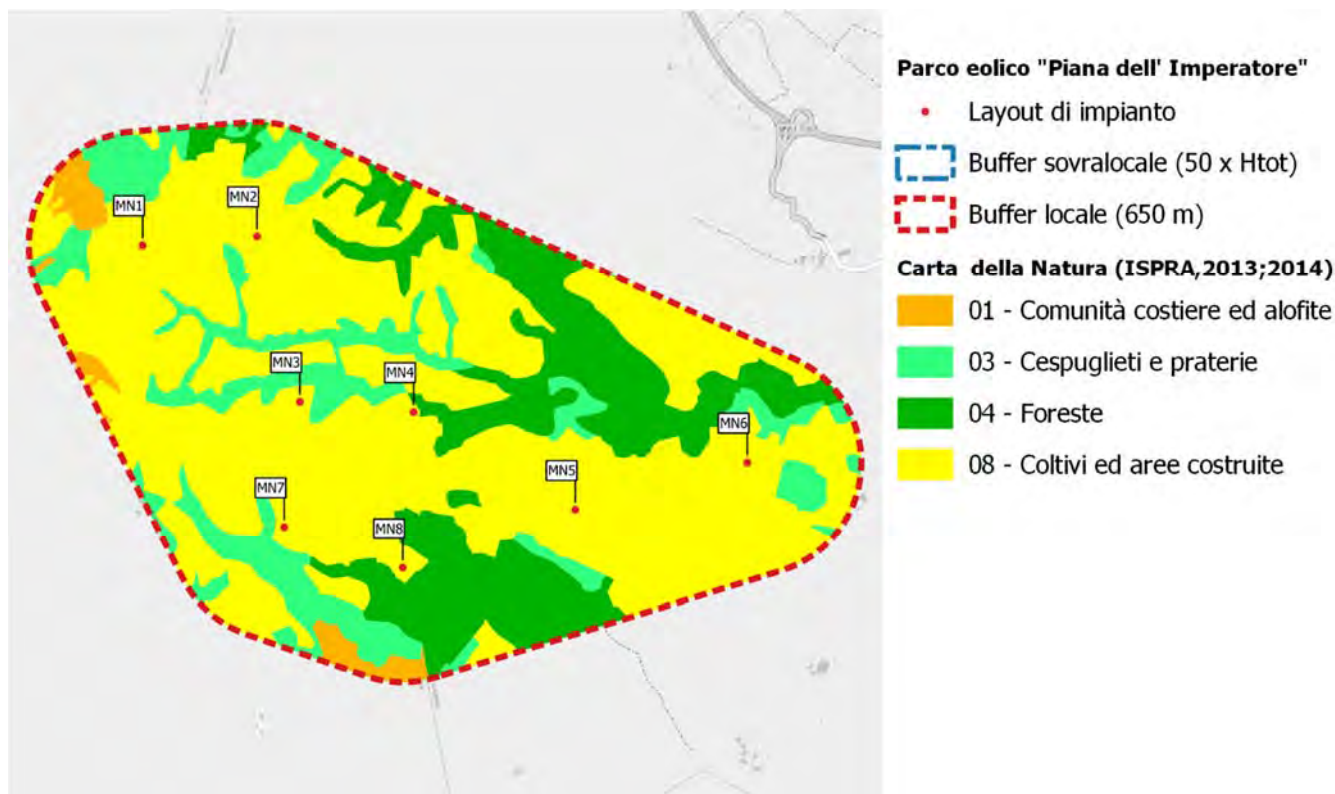 Parco eolico "Piana dell' Imperatore"
Layout di impianto
Buffer sovralocale (50 x Htot)
Buffer locale (650 m)
Carta della Natura (ISPRA,2013;2014)
01 - Comunità costiere ed alofite
03 - Cespuglieti e praterie
04 - Foreste
08 - Coltivi ed aree costruite
MN1
MN2
MN3
MN4
MN6
MN5
MN7
MN8